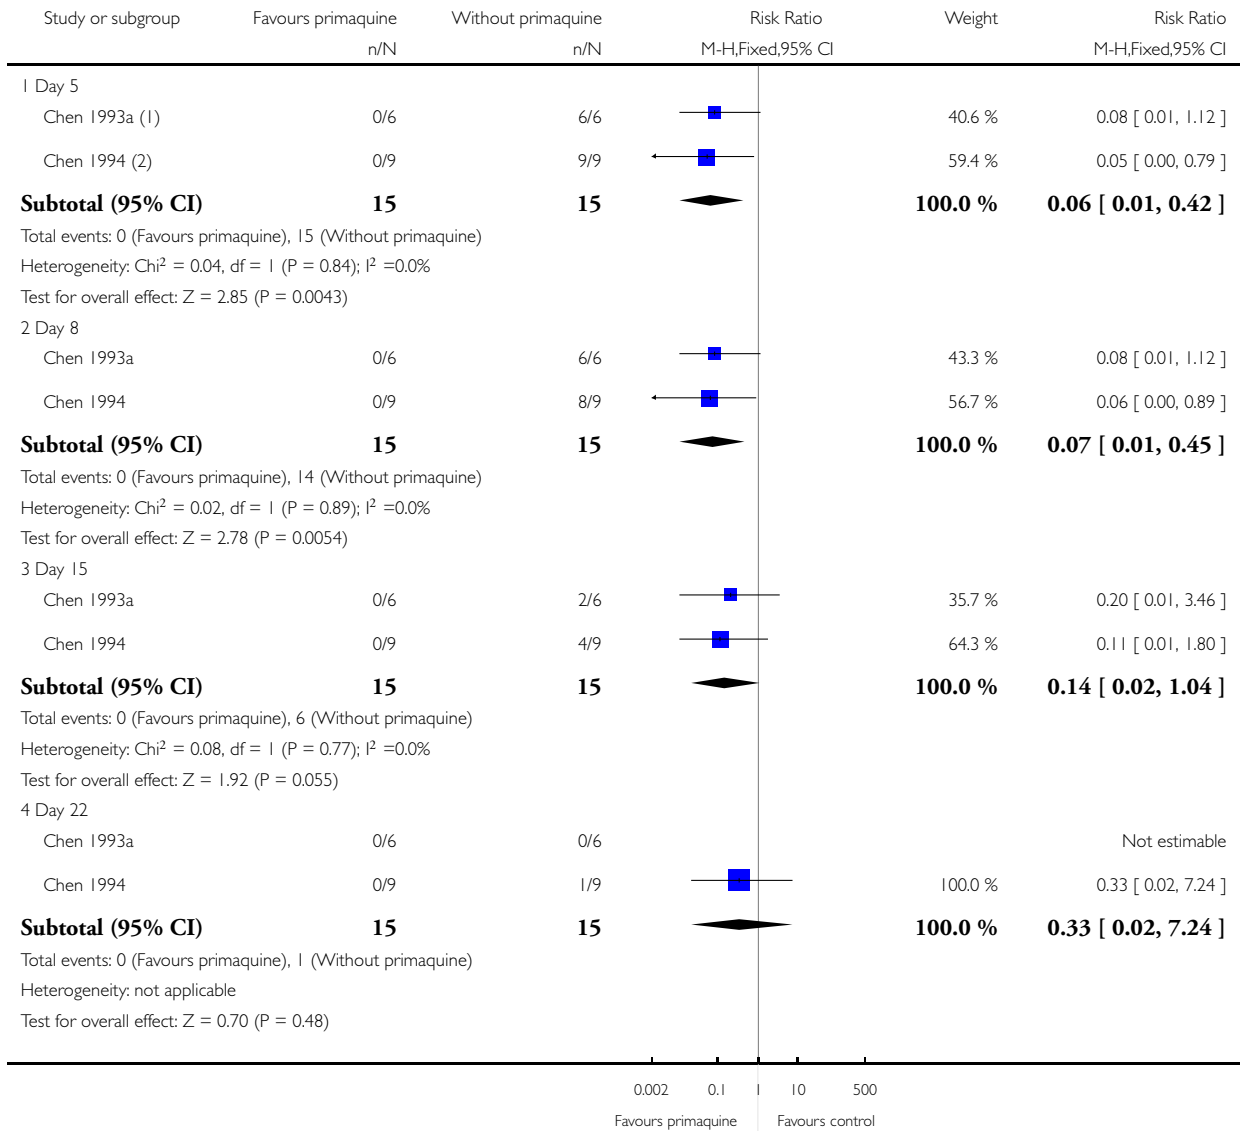 Study or subgroup Favours primaquine Without primaquine Risk Ratio Weight Risk Ratio
n/N n/N M-H,Fixed,95% CI M-H,Fixed,95% CI
1 Day 5
Chen 1993a (1) 0/6 6/6 40.6 % 0.08 [ 0.01, 1.12 ]
Chen 1994 (2) 0/9 9/9 59.4 % 0.05 [ 0.00, 0.79 ]
Subtotal (95% CI) 15 15 100.0 % 0.06 [ 0.01, 0.42 ]
Total events: 0 (Favours primaquine), 15 (Without primaquine)
Heterogeneity: Chi² = 0.04, df = 1 (P = 0.84); I² =0.0%
Test for overall effect: Z = 2.85 (P = 0.0043)
2 Day 8
Chen 1993a 0/6 6/6 43.3 % 0.08 [ 0.01, 1.12 ]
Chen 1994 0/9 8/9 56.7 % 0.06 [ 0.00, 0.89 ]
Subtotal (95% CI) 15 15 100.0 % 0.07 [ 0.01, 0.45 ]
Total events: 0 (Favours primaquine), 14 (Without primaquine)
Heterogeneity: Chi² = 0.02, df = 1 (P = 0.89); I² =0.0%
Test for overall effect: Z = 2.78 (P = 0.0054)
3 Day 15
Chen 1993a 0/6 2/6 35.7 % 0.20 [ 0.01, 3.46 ]
Chen 1994 0/9 4/9 64.3 % 0.11 [ 0.01, 1.80 ]
Subtotal (95% CI) 15 15 100.0 % 0.14 [ 0.02, 1.04 ]
Total events: 0 (Favours primaquine), 6 (Without primaquine)
Heterogeneity: Chi² = 0.08, df = 1 (P = 0.77); I² =0.0%
Test for overall effect: Z = 1.92 (P = 0.055)
4 Day 22
Chen 1993a 0/6 0/6 Not estimable
Chen 1994 0/9 1/9 100.0 % 0.33 [ 0.02, 7.24 ]
Subtotal (95% CI) 15 15 100.0 % 0.33 [ 0.02, 7.24 ]
Total events: 0 (Favours primaquine), 1 (Without primaquine)
Heterogeneity: not applicable
Test for overall effect: Z = 0.70 (P = 0.48)
0.002 0.1 1 10 500
Favours primaquine Favours control